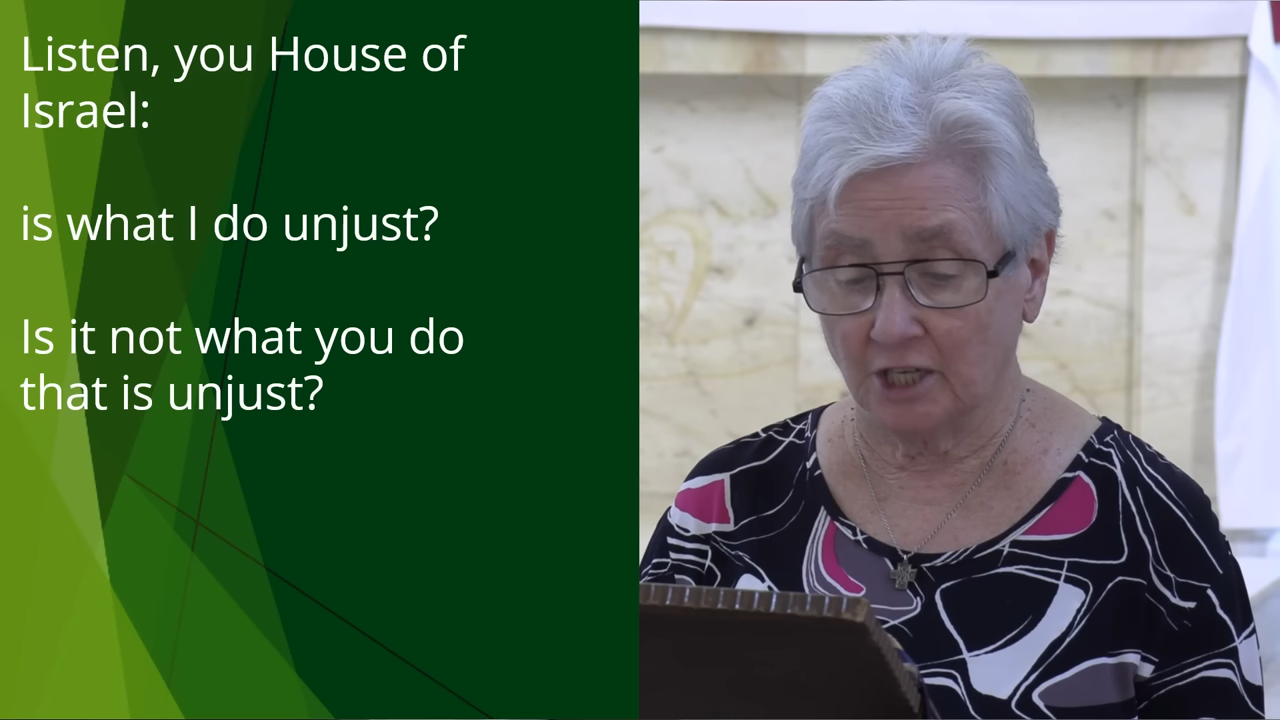 Listen, you House of
Israel:
is what I do unjust?
Is it not what you do
that is unjust?